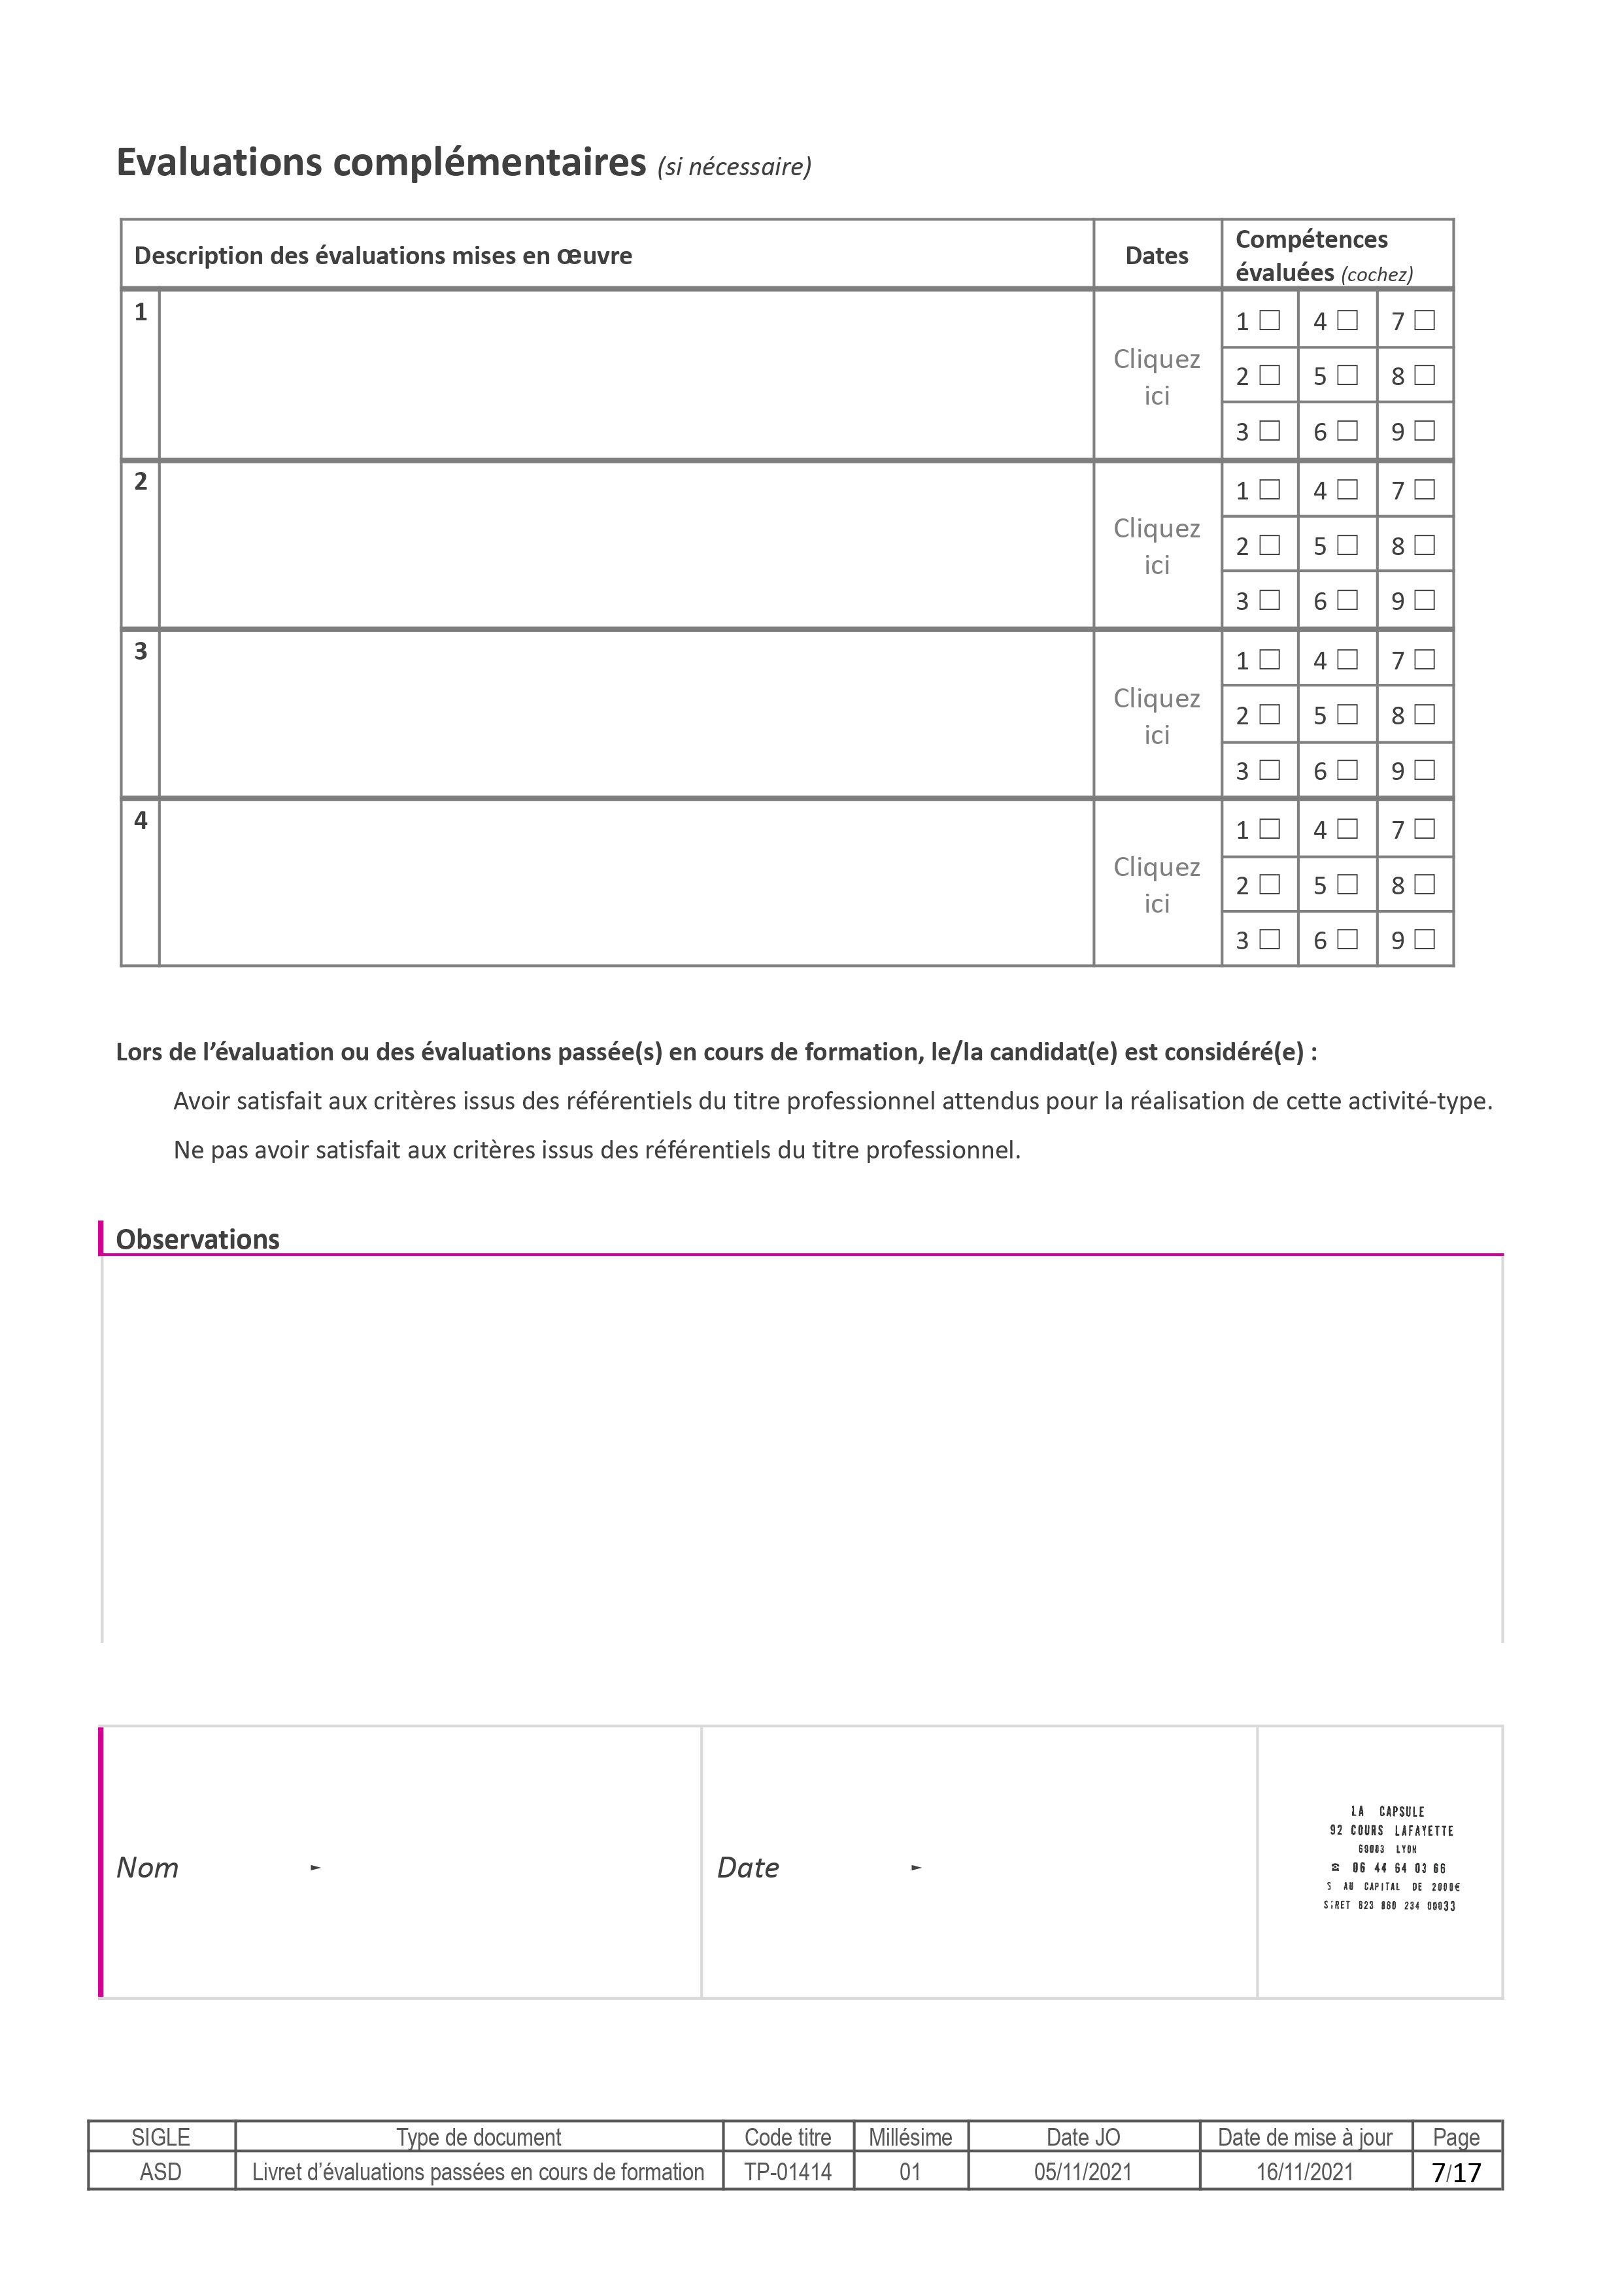 Evaluations complémentaires (si nécessaire)
Description des évaluations mises en œuvre
Dates
Compétences
évaluées (cochez)
1
Cliquez
ici
1 ☐ 4 ☐ 7 ☐
2 ☐ 5 ☐ 8 ☐
3 ☐ 6 ☐ 9 ☐
2
Cliquez
ici
1 ☐ 4 ☐ 7 ☐
2 ☐ 5 ☐ 8 ☐
3 ☐ 6 ☐ 9 ☐
3
Cliquez
ici
1 ☐ 4 ☐ 7 ☐
2 ☐ 5 ☐ 8 ☐
3 ☐ 6 ☐ 9 ☐
4
Cliquez
ici
1 ☐ 4 ☐ 7 ☐
2 ☐ 5 ☐ 8 ☐
3 ☐ 6 ☐ 9 ☐
Lors de l’évaluation ou des évaluations passée(s) en cours de formation, le/la candidat(e) est considéré(e) :
Avoir satisfait aux critères issus des référentiels du titre professionnel attendus pour la réalisation de cette activité-type.
Ne pas avoir satisfait aux critères issus des référentiels du titre professionnel.
Observations
Nom ►
Date ►
LA CAPSULE
92 COURS LAFAYETTE
69003 LYON
☎ 06 44 64 03 66
S AU CAPITAL DE 2000€
SIRET 234 00033
SIGLE Type de document Code titre Millésime Date JO Date de mise à jour Page
ASD Livret d’évaluations passées en cours de formation TP-01414 01 05/11/2021 16/11/2021 7/17